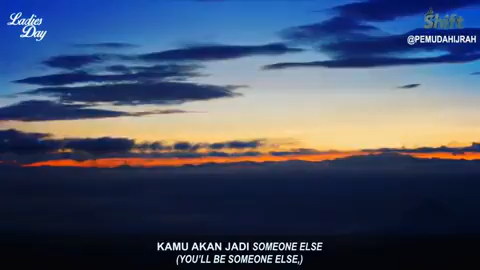 Ladies
Day
Shift
@PEMUDAHIJRAH
KAMU AKAN JADI SOMEONE ELSE
(YOU'LL BE SOMEONE ELSE,)